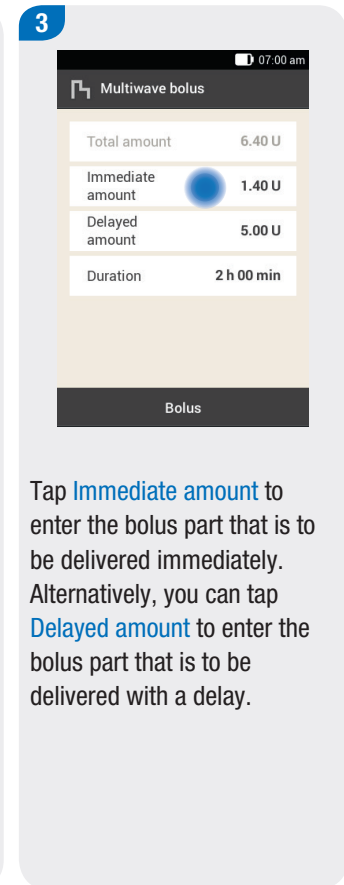 3
07:00 am
Multiwave bolus
Total amount 6.40 U
Immediate
amount 1.40 U
Delayed
amount 5.00 U
Duration 2 h 00 min
Bolus
Tap Immediate amount to
enter the bolus part that is to
be delivered immediately.
Alternatively, you can tap
Delayed amount to enter the
bolus part that is to be
delivered with a delay.